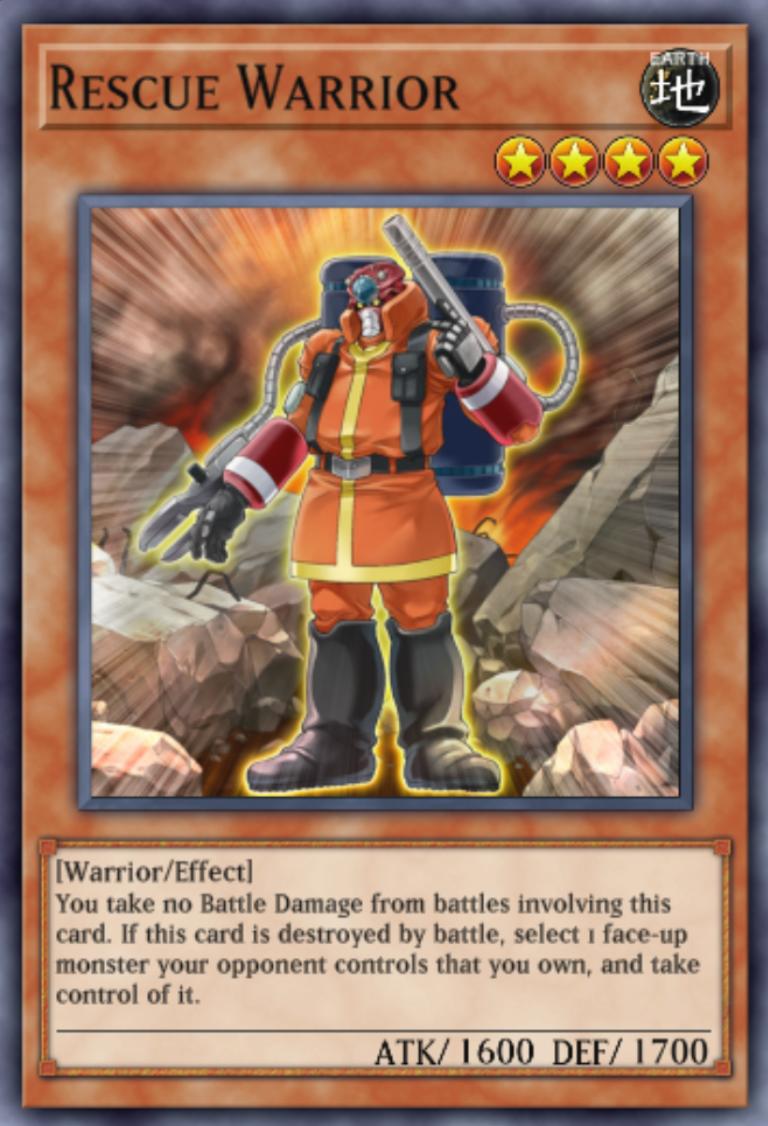 Rescue Warrior
EARTH
地
[Warrior/Effect]
You take no Battle Damage from battles involving this
card. If this card is destroyed by battle, select 1 face-up
monster your opponent controls that you own, and take
control of it.
ATK/ 1600 DEF/ 1700